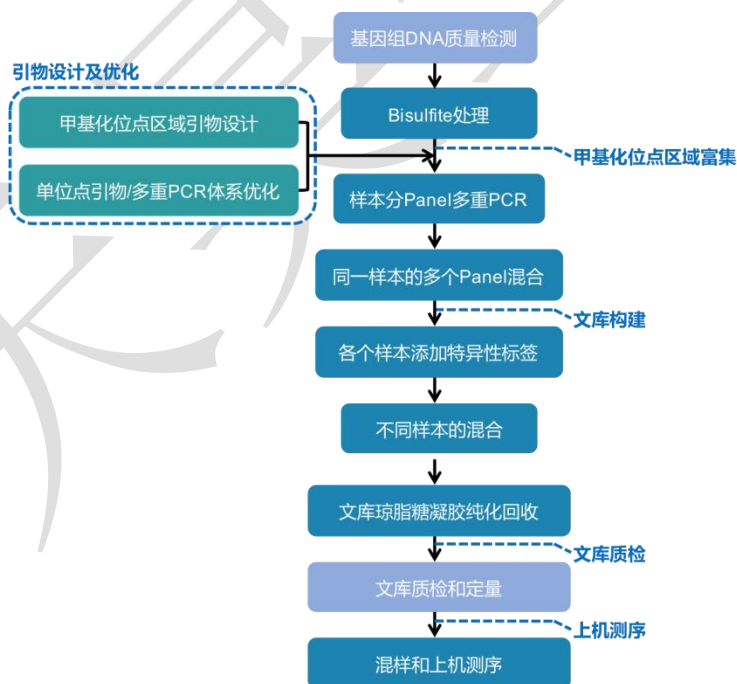 基因组DNA质量检测
引物设计及优化
甲基化位点区域引物设计
Bisulfite处理
甲基化位点区域富集
单位点引物/多重PCR体系优化
样本分Panel多重PCR
同一样本的多个Panel混合
文库构建
各个样本添加特异性标签
不同样本的混合
文库琼脂糖凝胶纯化回收
文库质检
文库质检和定量
上机测序
混样和上机测序